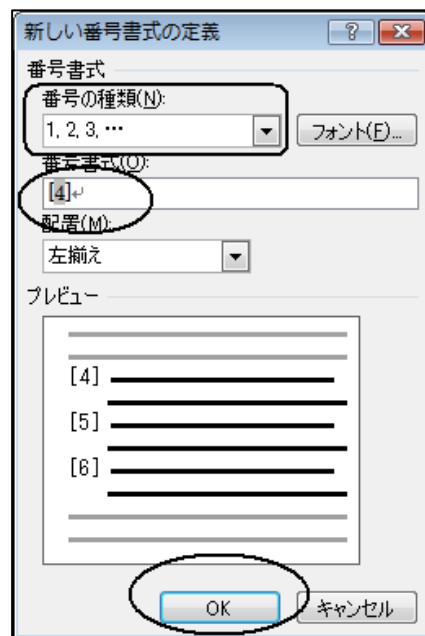 新しい番号書式の定義
番号書式
番号の種類(N):
1, 2, 3, …
フォント(F)...
番号書式(O):
[4]↵
配置(M):
左揃え
プレビュー
[4]
[5]
[6]
OK
キャンセル